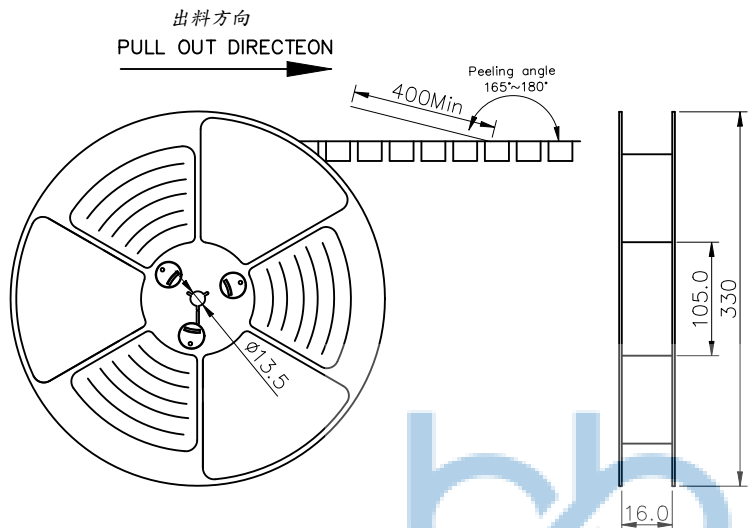 出料方向
PULL OUT DIRECTEON
Peeling angle
165°~180°
400Min
105.0
330
Ø13.5
16.0